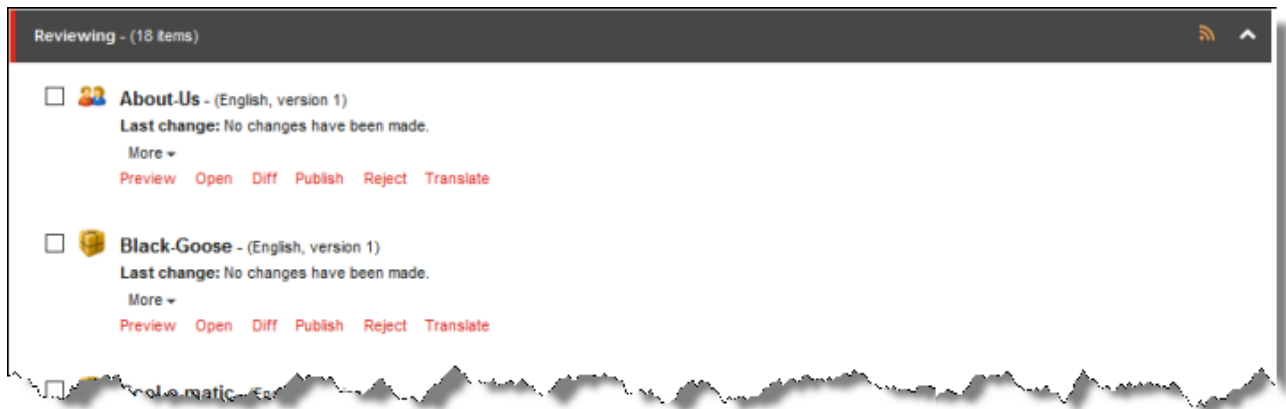 Reviewing - (18 items)
About-Us - (English, version 1)
Last change: No changes have been made.
More
Preview Open Diff Publish Reject Translate
Black-Goose - (English, version 1)
Last change: No changes have been made.
More
Preview Open Diff Publish Reject Translate